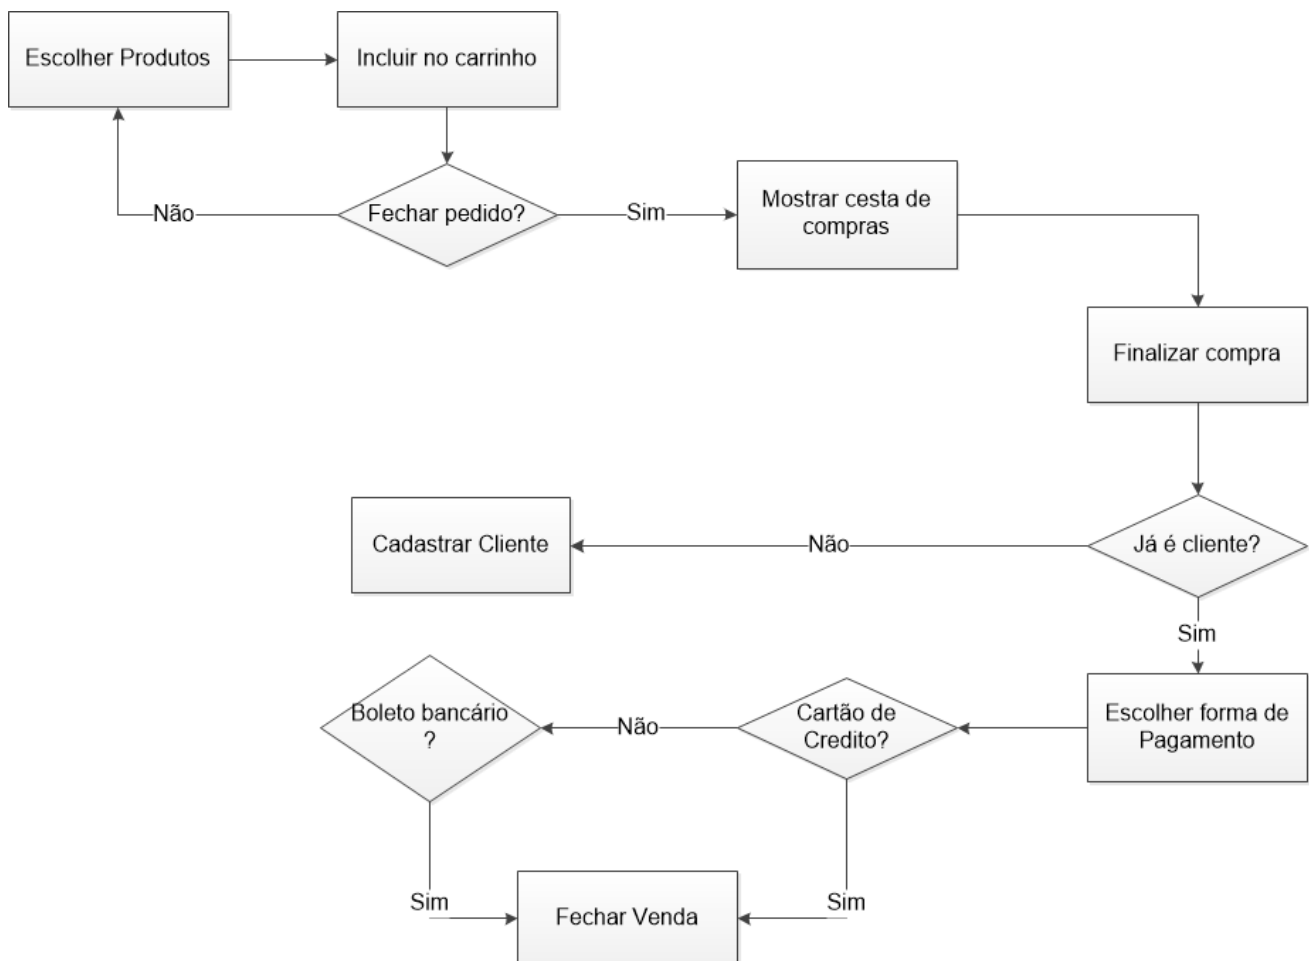 Escolher Produtos
Incluir no carrinho
Não
Fechar pedido?
Sim
Mostrar cesta de
compras
Finalizar compra
Cadastrar Cliente
Não
Já é cliente?
Sim
Boleto bancário
?
Não
Cartão de
Credito?
Escolher forma de
Pagamento
Sim
Fechar Venda
Sim